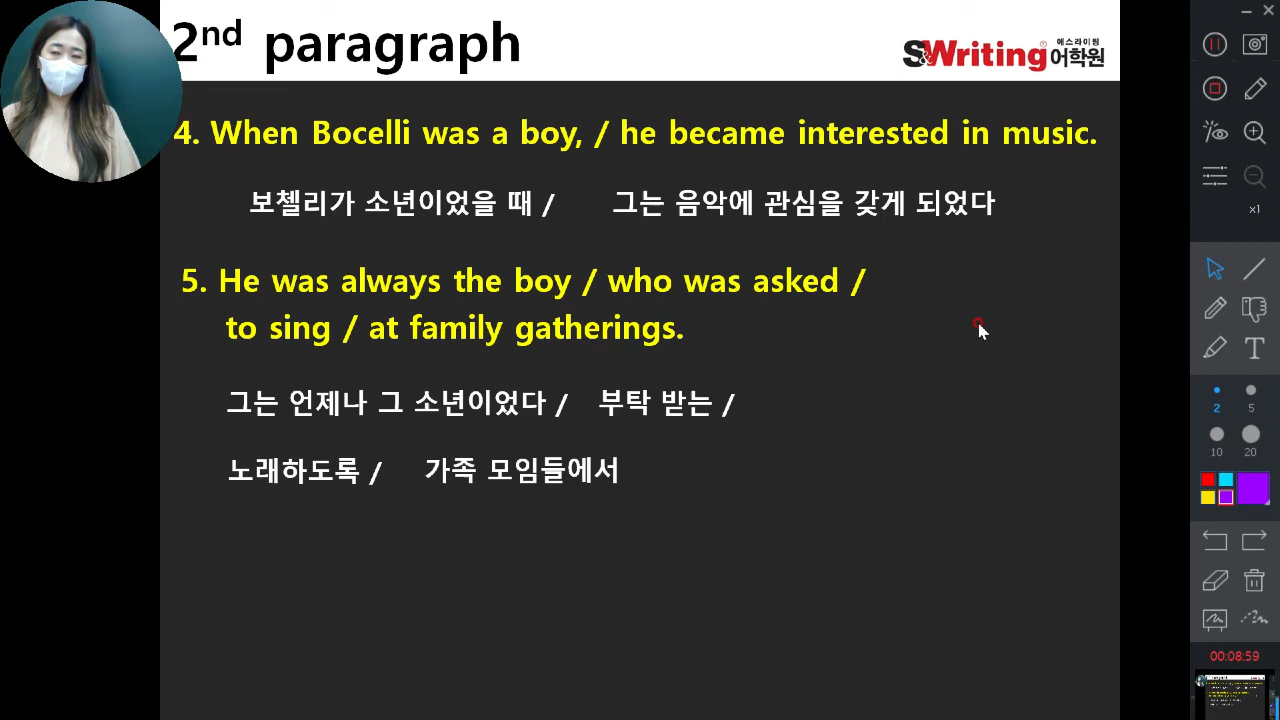 2nd paragraph
S&Writing 에스라이팅 어학원
4. When Bocelli was a boy, / he became interested in music.
보첼리가 소년이었을 때 / 그는 음악에 관심을 갖게 되었다
5. He was always the boy / who was asked /
to sing / at family gatherings.
그는 언제나 그 소년이었다 / 부탁 받는 /
노래하도록 / 가족 모임들에서
x1
T
2 5
10 20
00:08:59